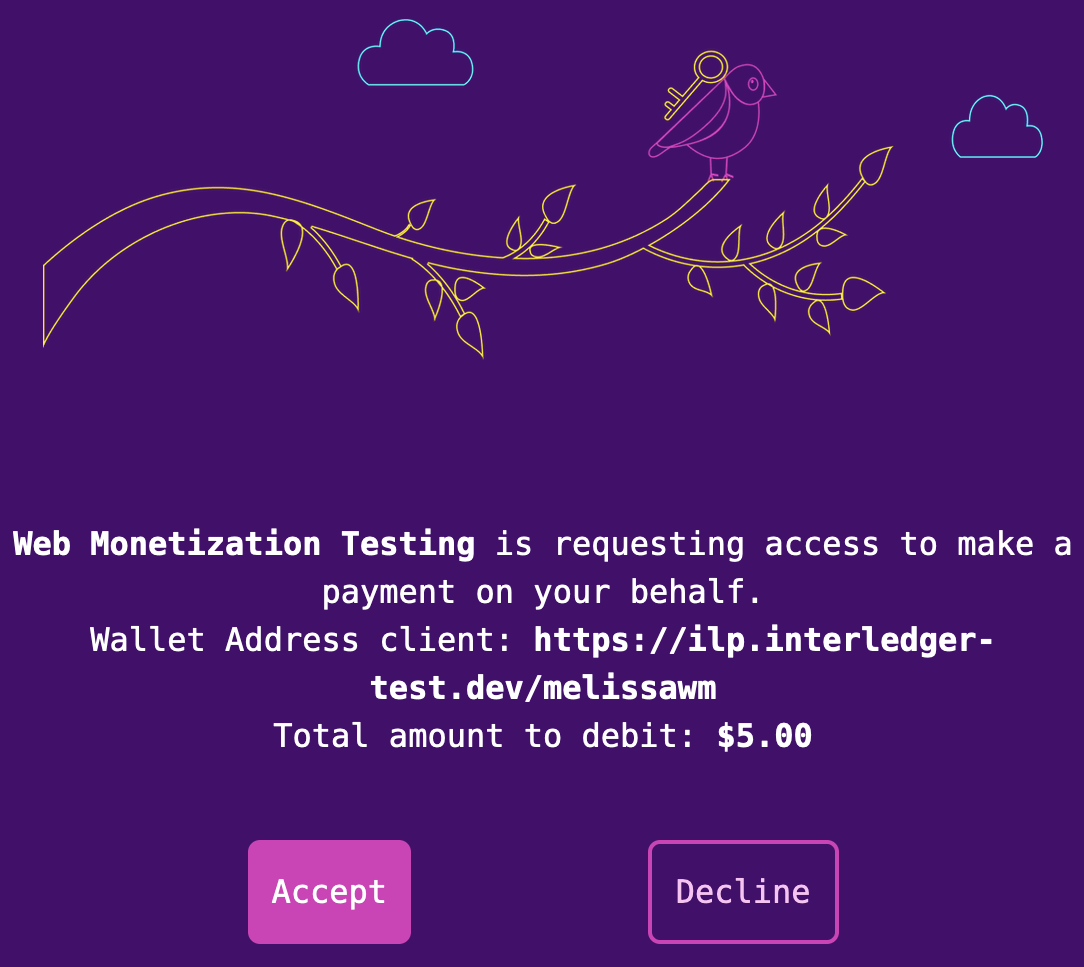 Web Monetization Testing is requesting access to make a
payment on your behalf.
Wallet Address client: https://ilp.interledger-
test.dev/melissawm
Total amount to debit: $5.00
Accept
Decline